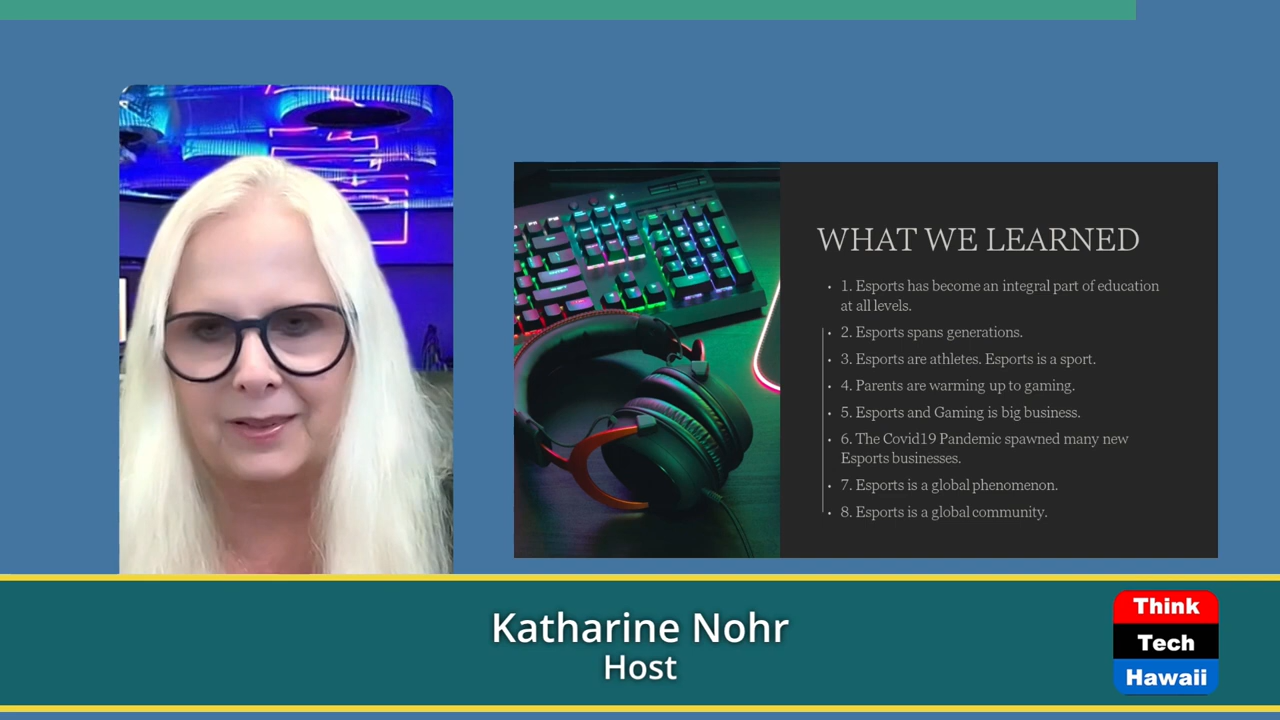 WHAT WE LEARNED
• 1. Esports has become an integral part of education
at all levels.
• 2. Esports spans generations.
• 3. Esports are athletes. Esports is a sport.
• 4. Parents are warming up to gaming.
• 5. Esports and Gaming is big business.
• 6. The Covid19 Pandemic spawned many new
Esports businesses.
• 7. Esports is a global phenomenon.
• 8. Esports is a global community.
Katharine Nohr
Host
Think
Tech
Hawaii